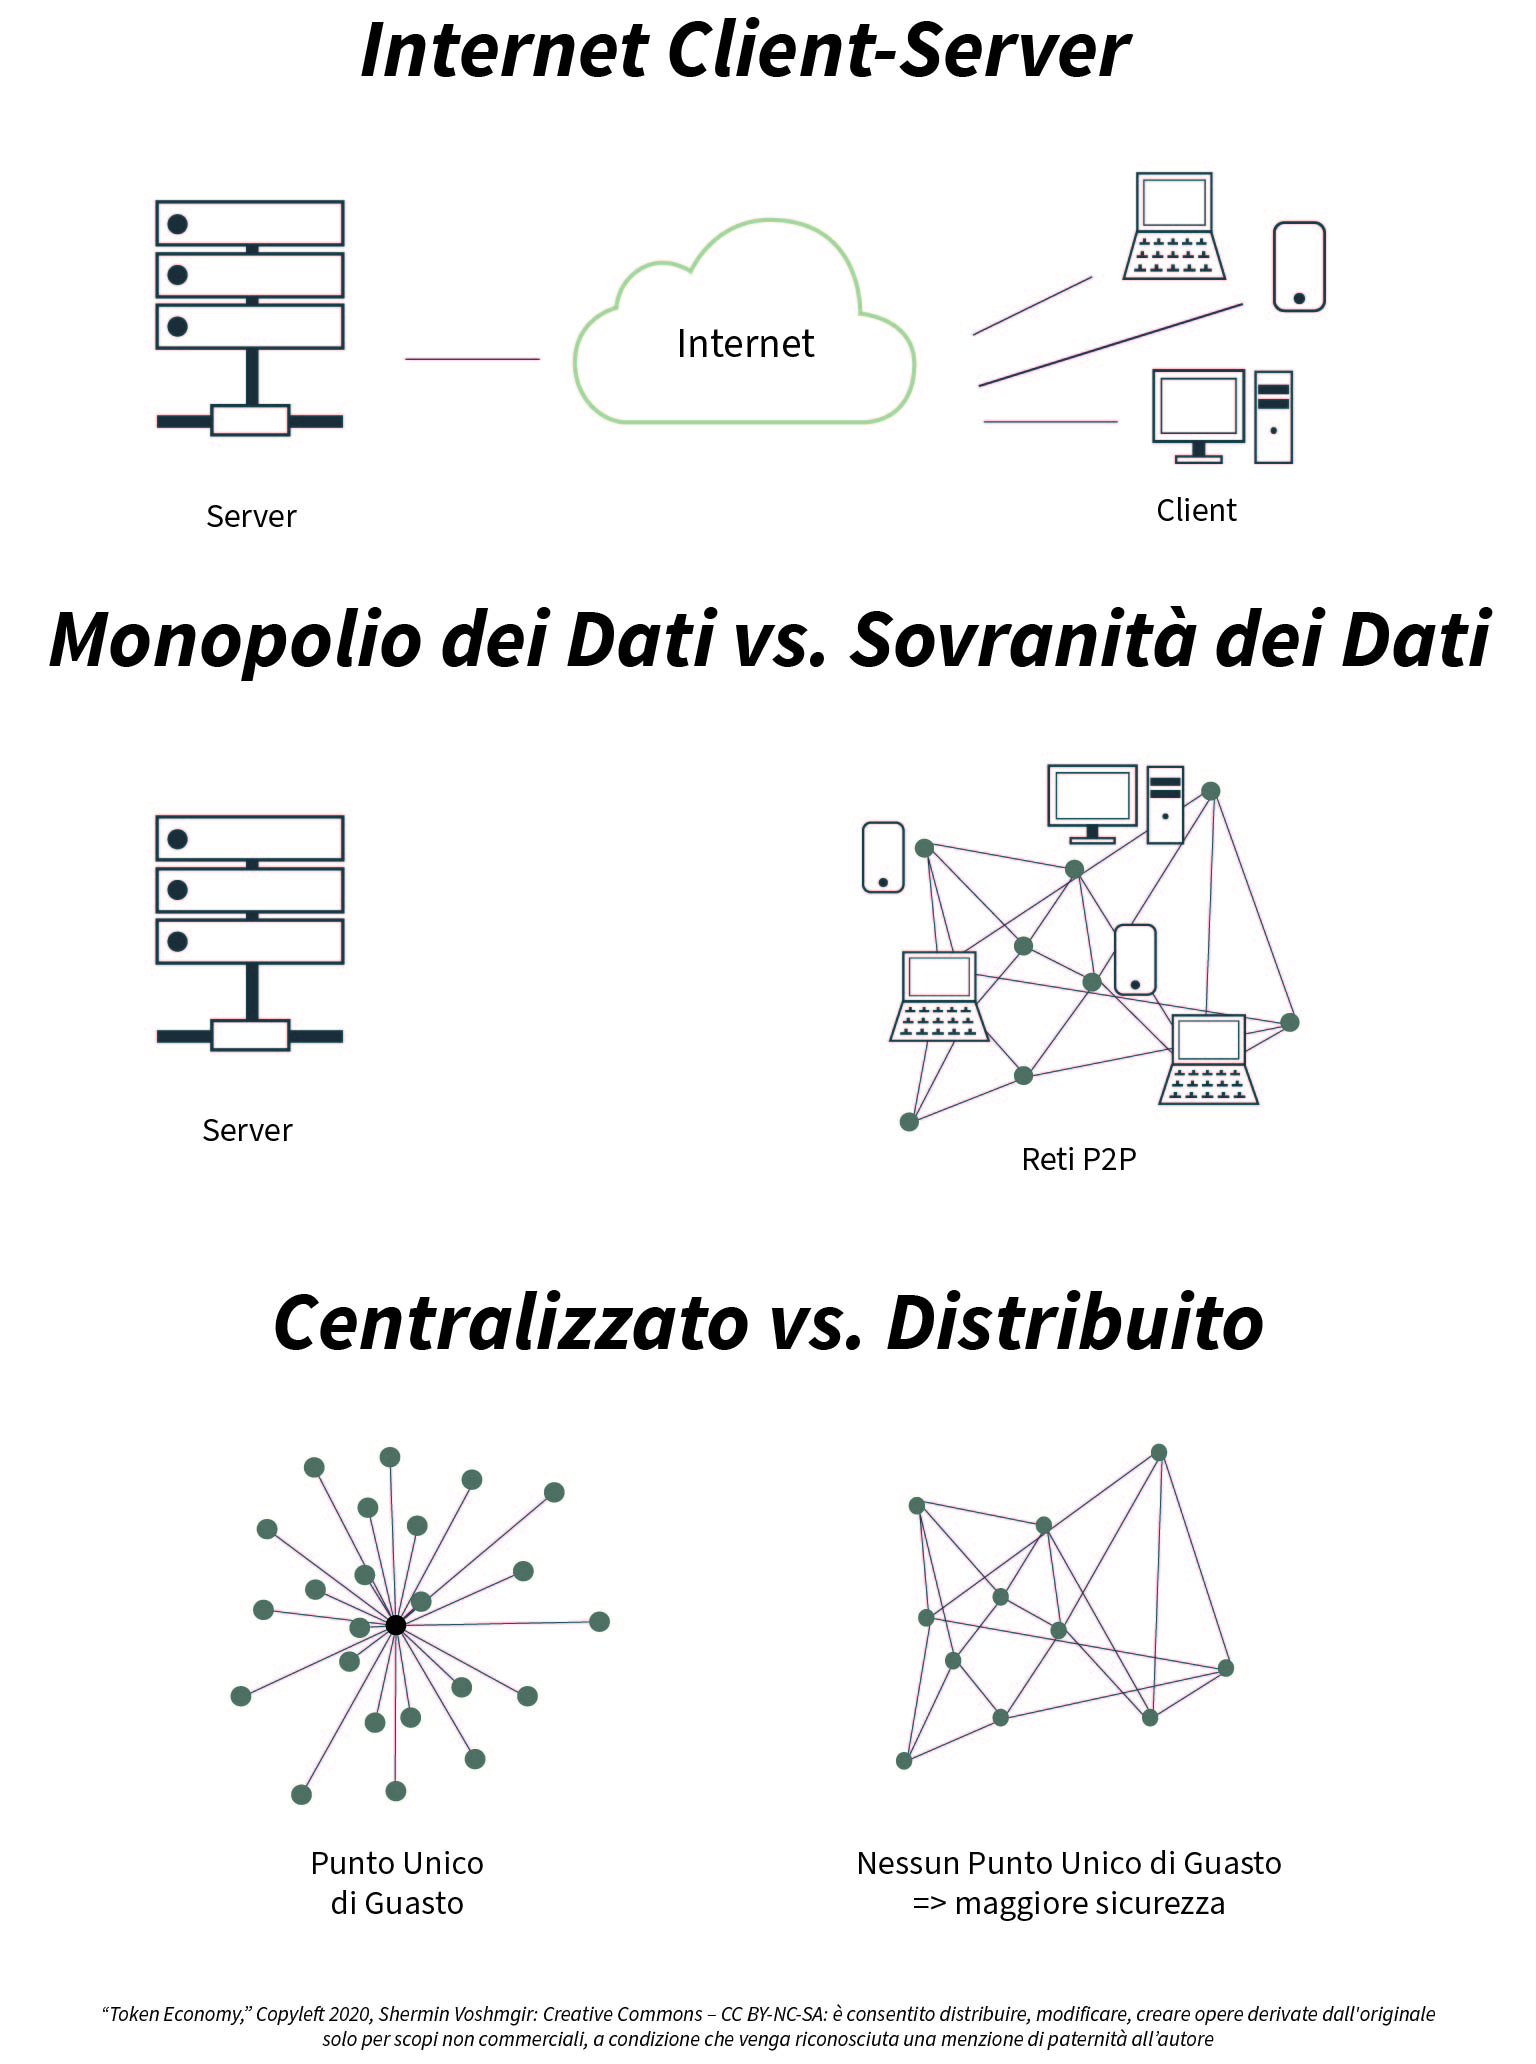 Internet Client-Server
Internet
Server
Client
Monopolio dei Dati vs. Sovranità dei Dati
Server
Reti P2P
Centralizzato vs. Distribuito
Punto Unico
di Guasto
Nessun Punto Unico di Guasto
=> maggiore sicurezza
“Token Economy,” Copyleft 2020, Shermin Voshmgir: Creative Commons – CC BY-NC-SA: è consentito distribuire, modificare, creare opere derivate dall'originale
solo per scopi non commerciali, a condizione che venga riconosciuta una menzione di paternità all’autore